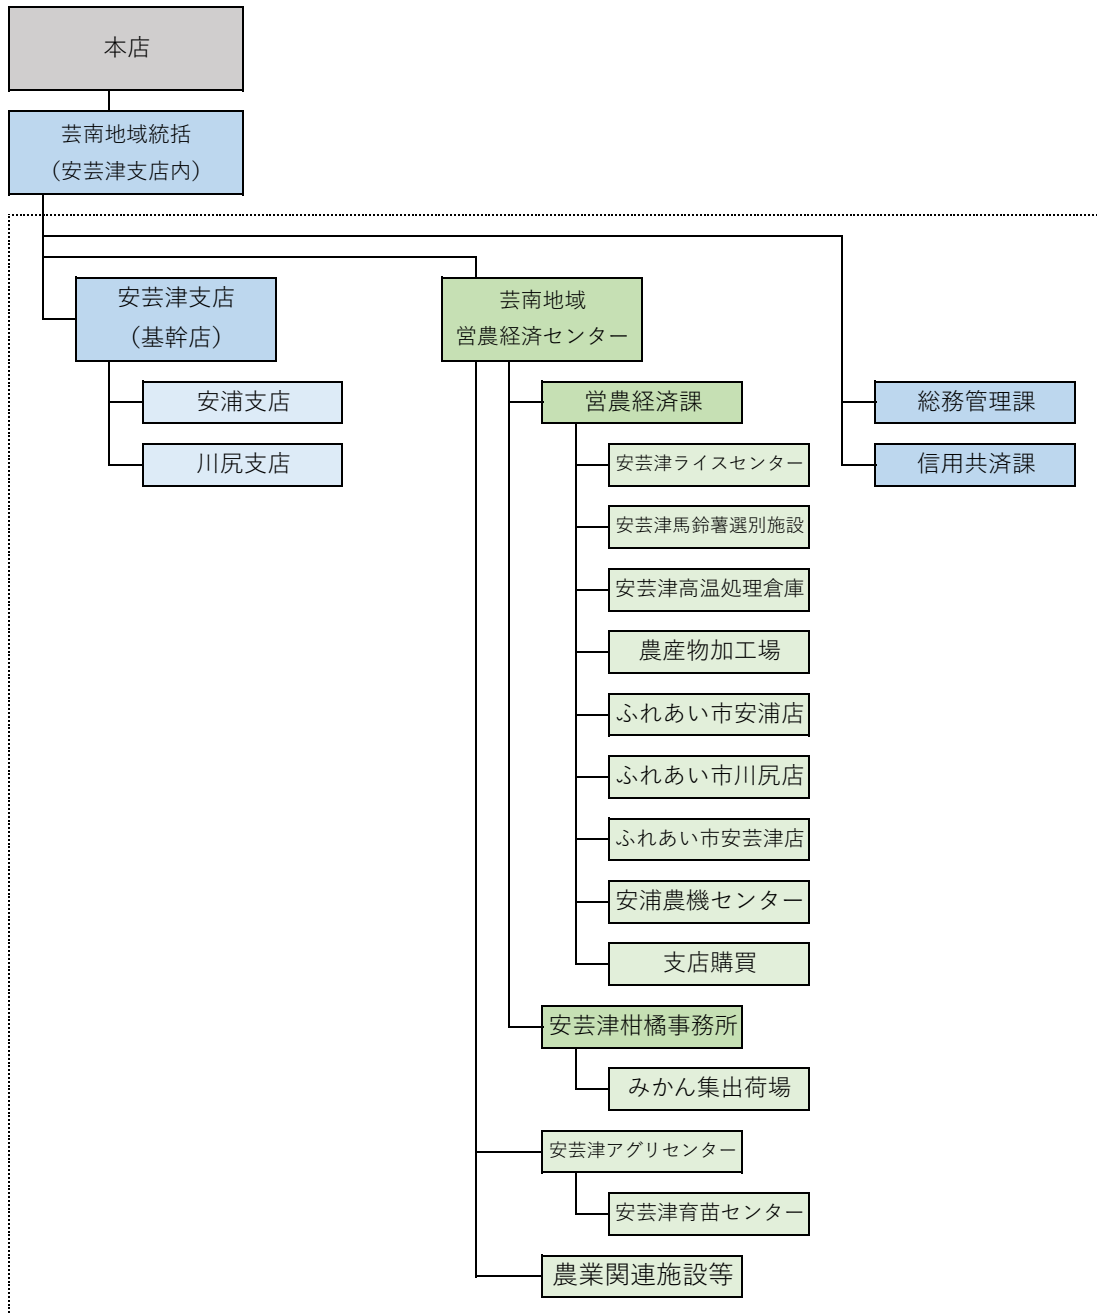 本店
芸南地域統括
（安芸津支店内）
安芸津支店
（基幹店）
安浦支店
川尻支店
芸南地域
営農経済センター
営農経済課
安芸津ライスセンター
安芸津馬鈴薯選別施設
安芸津高温処理倉庫
農産物加工場
ふれあい市安浦店
ふれあい市川尻店
ふれあい市安芸津店
安浦農機センター
支店購買
安芸津柑橘事務所
みかん集出荷場
安芸津アグリセンター
安芸津育苗センター
農業関連施設等
総務管理課
信用共済課